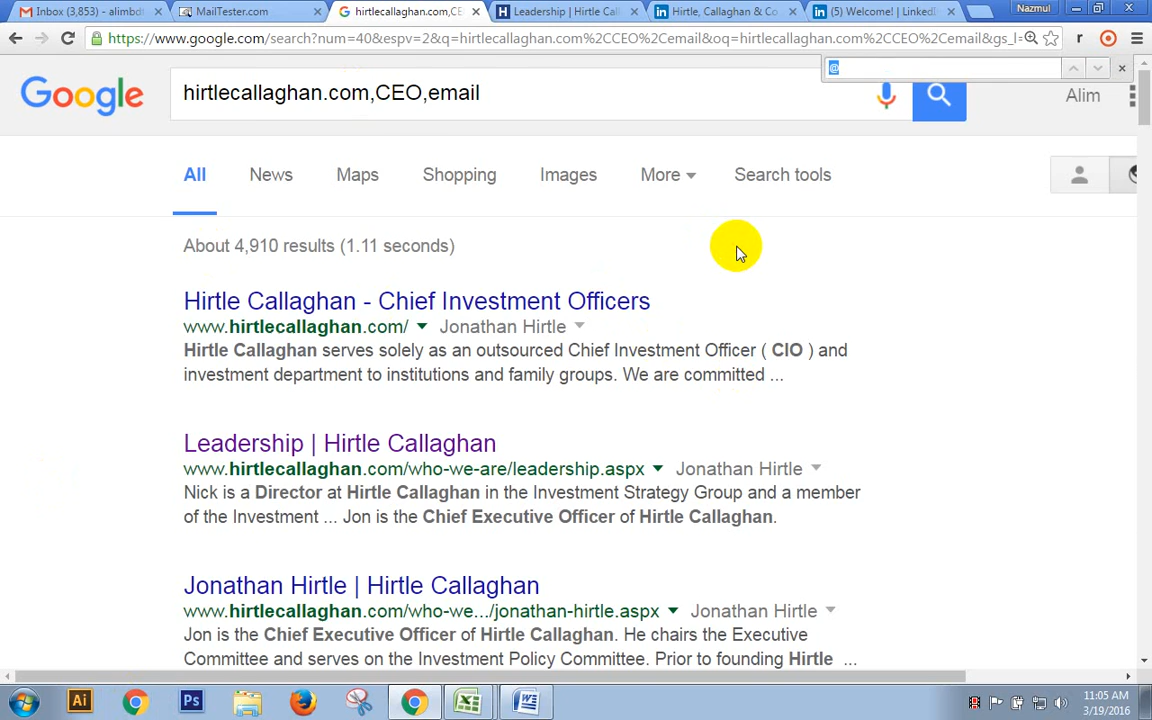 Inbox (3,853) - alimbdf
MailTester.com
hirtlecallaghan.com,CE
Leadership | Hirtle Call
Hirtle, Callaghan & Co
(5) Welcome! | LinkedI
Nazmul
https://www.google.com/search?num=40&espv=2&q=hirtlecallaghan.com%2CCEO%2Cemail&oq=hirtlecallaghan.com%2CCEO%2Cemail&gs_l=
@
Google
hirtlecallaghan.com,CEO,email
Alim
All
News
Maps
Shopping
Images
More
Search tools
About 4,910 results (1.11 seconds)
Hirtle Callaghan - Chief Investment Officers
www.hirtlecallaghan.com/ Jonathan Hirtle
Hirtle Callaghan serves solely as an outsourced Chief Investment Officer ( CIO ) and
investment department to institutions and family groups. We are committed ...
Leadership | Hirtle Callaghan
www.hirtlecallaghan.com/who-we-are/leadership.aspx Jonathan Hirtle
Nick is a Director at Hirtle Callaghan in the Investment Strategy Group and a member
of the Investment ... Jon is the Chief Executive Officer of Hirtle Callaghan.
Jonathan Hirtle | Hirtle Callaghan
www.hirtlecallaghan.com/who-we.../jonathan-hirtle.aspx Jonathan Hirtle
Jon is the Chief Executive Officer of Hirtle Callaghan. He chairs the Executive
Committee and serves on the Investment Policy Committee. Prior to founding Hirtle ...
Ai
Ps
11:05 AM
3/19/2016